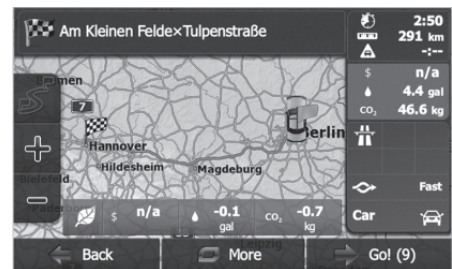 Am Kleinen Felde×Tulpenstraße
2:50
291 km
-:--
$ n/a
4.4 gal
CO₂ 46.6 kg
Fast
Car
7
Hannover
Hildesheim
Magdeburg
Berlin
Bielefeld
Leipzig
$ n/a
-0.1 gal
CO₂ -0.7 kg
Back
More
Go! (9)